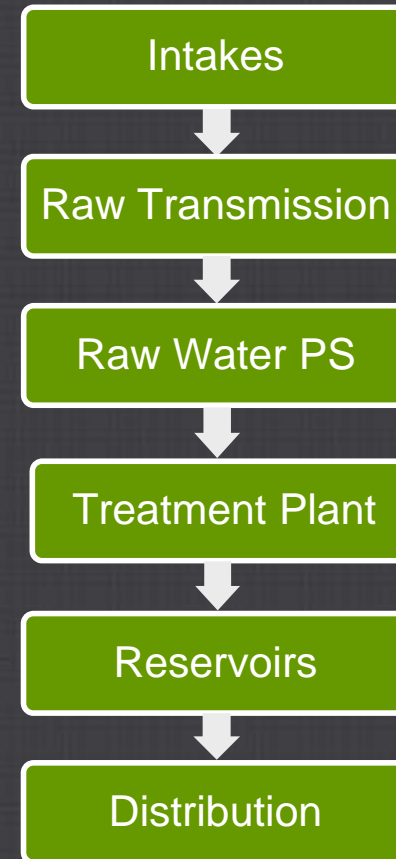 Intakes
Raw Transmission
Raw Water PS
Treatment Plant
Reservoirs
Distribution